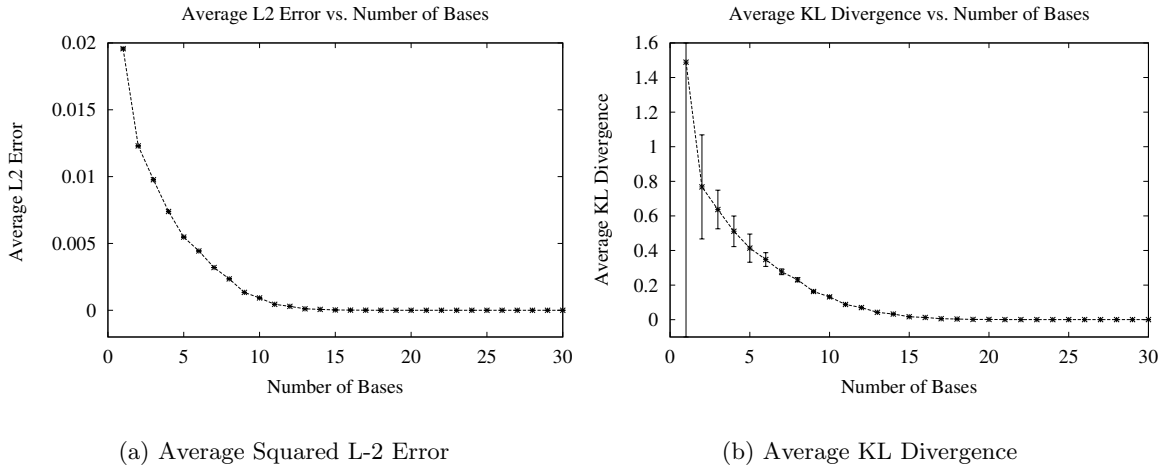 Average L2 Error vs. Number of Bases
0.02
0.015
0.01
0.005
0
Average L2 Error
0 5 10 15 20 25 30
Number of Bases
(a) Average Squared L-2 Error
Average KL Divergence vs. Number of Bases
1.6
1.4
1.2
1
0.8
0.6
0.4
0.2
0
Average KL Divergence
0 5 10 15 20 25 30
Number of Bases
(b) Average KL Divergence